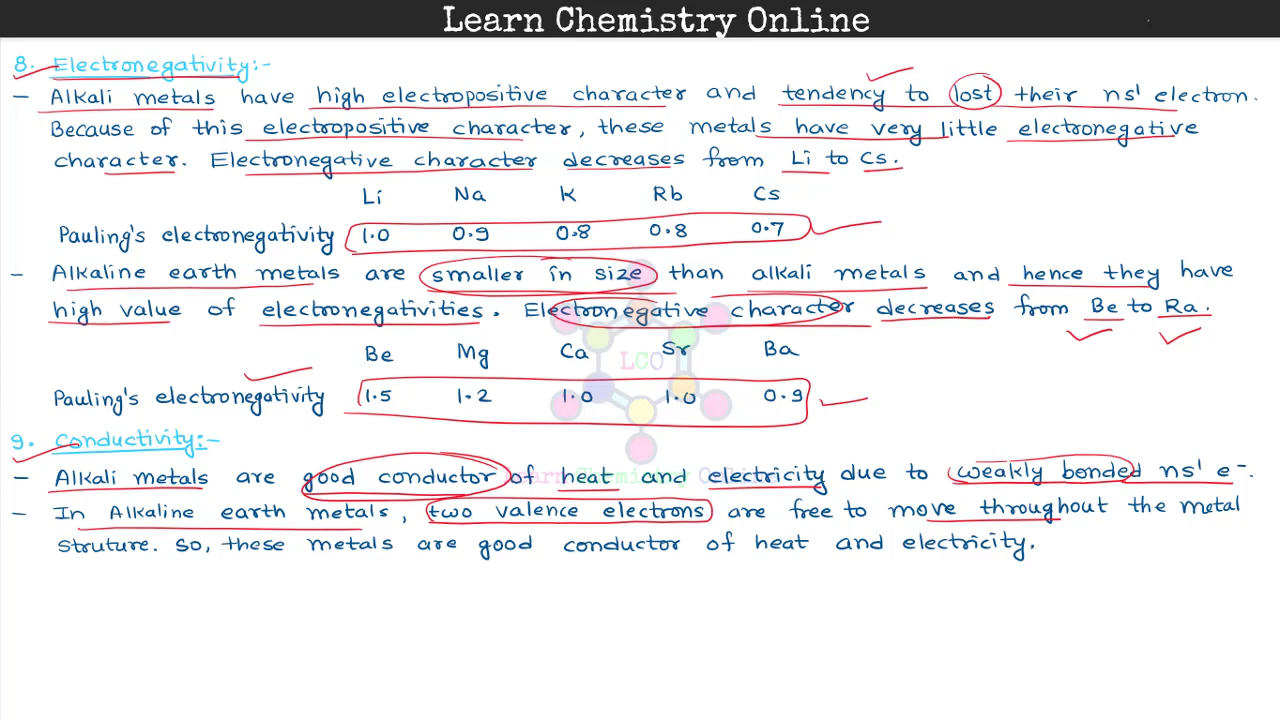 Learn Chemistry Online
8. Electronegativity:-
- Alkali metals have high electropositive character and tendency to lost their ns¹ electron.
Because of this electropositive character, these metals have very little electronegative
character. Electronegative character decreases from Li to Cs.
Li Na K Rb Cs
Pauling's electronegativity 1.0 0.9 0.8 0.8 0.7
- Alkaline earth metals are smaller in size than alkali metals and hence they have
high value of electronegativities. Electronegative character decreases from Be to Ra.
Be Mg Ca Sr Ba
LCO
Pauling's electronegativity 1.5 1.2 1.0 1.0 0.9
9. Conductivity:-
- Alkali metals are good conductor of heat and electricity due to weakly bonded ns¹ e⁻.
Learn Chemistry Online
- In Alkaline earth metals, two valence electrons are free to move throughout the metal
struture. So, these metals are good conductor of heat and electricity.